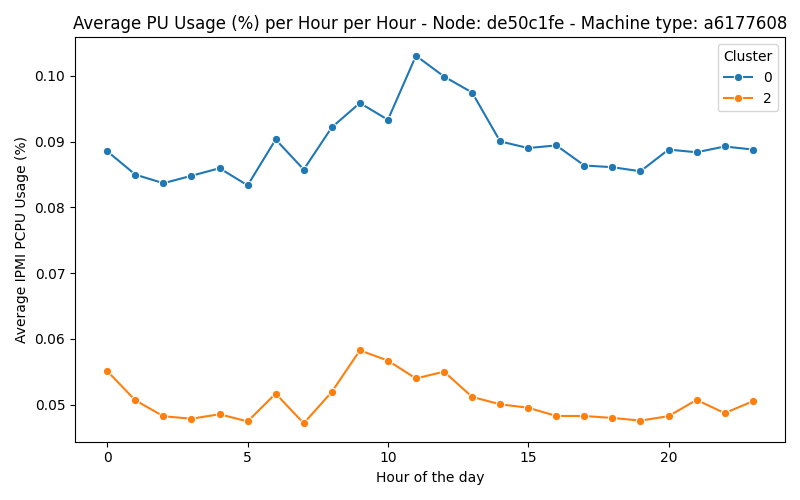 Average PU Usage (%) per Hour per Hour - Node: de50c1fe - Machine type: a6177608
Cluster
0
2
0.10
0.09
0.08
0.07
0.06
0.05
Average IPMI PCPU Usage (%)
0 5 10 15 20
Hour of the day